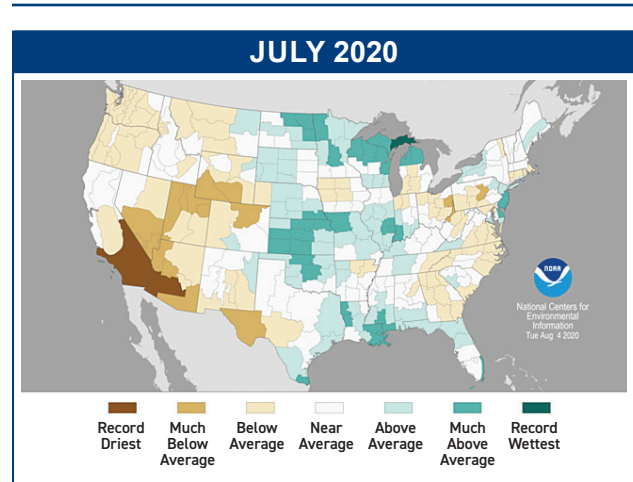 JULY 2020
NOAA
National Centers for
Environmental
Information
Tue Aug 4 2020
Record
Driest
Much
Below
Average
Below
Average
Near
Average
Above
Average
Much
Above
Average
Record
Wettest